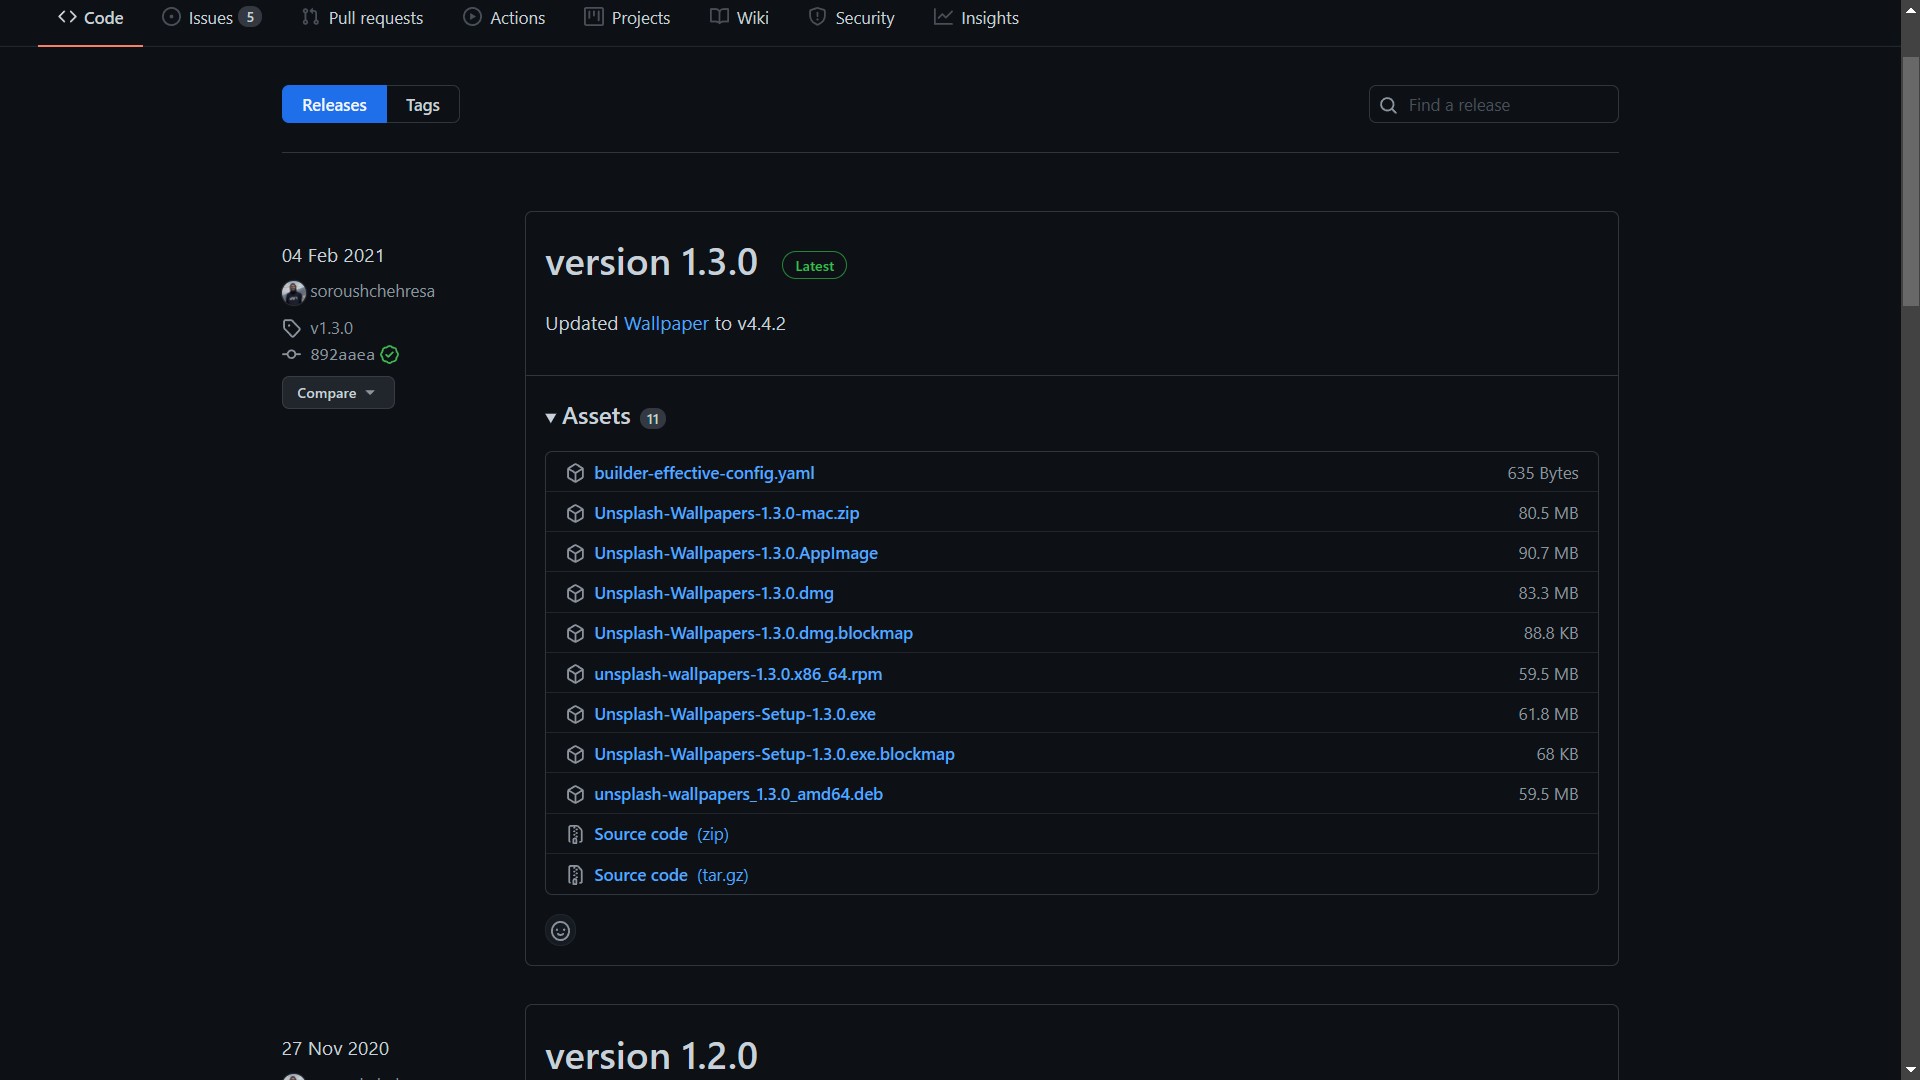 Code Issues 5 Pull requests Actions Projects Wiki Security Insights
Releases Tags Find a release
04 Feb 2021
soroushchehresa
v1.3.0
892aaea
Compare
version 1.3.0 Latest
Updated Wallpaper to v4.4.2
Assets 11
builder-effective-config.yaml 635 Bytes
Unsplash-Wallpapers-1.3.0-mac.zip 80.5 MB
Unsplash-Wallpapers-1.3.0.AppImage 90.7 MB
Unsplash-Wallpapers-1.3.0.dmg 83.3 MB
Unsplash-Wallpapers-1.3.0.dmg.blockmap 88.8 KB
unsplash-wallpapers-1.3.0.x86_64.rpm 59.5 MB
Unsplash-Wallpapers-Setup-1.3.0.exe 61.8 MB
Unsplash-Wallpapers-Setup-1.3.0.exe.blockmap 68 KB
unsplash-wallpapers_1.3.0_amd64.deb 59.5 MB
Source code (zip)
Source code (tar.gz)
27 Nov 2020
version 1.2.0